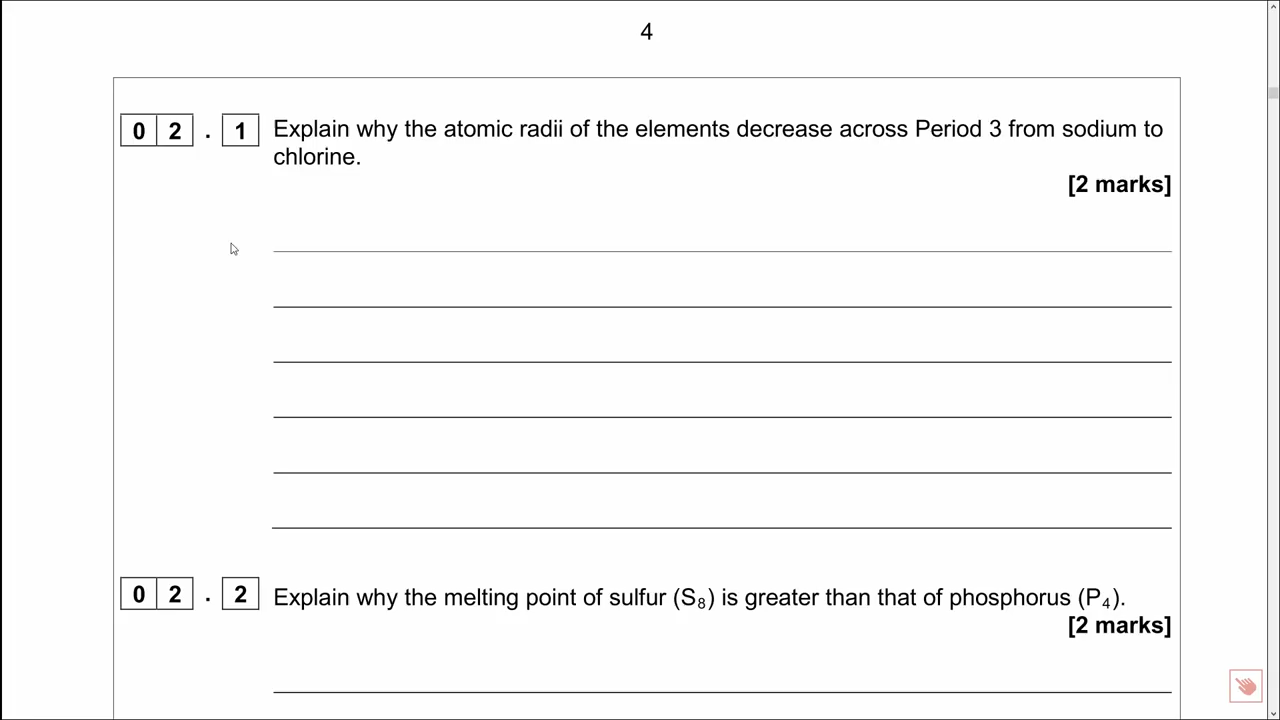 4
0 2 . 1 Explain why the atomic radii of the elements decrease across Period 3 from sodium to
chlorine.
[2 marks]
0 2 . 2 Explain why the melting point of sulfur (S₈) is greater than that of phosphorus (P₄).
[2 marks]